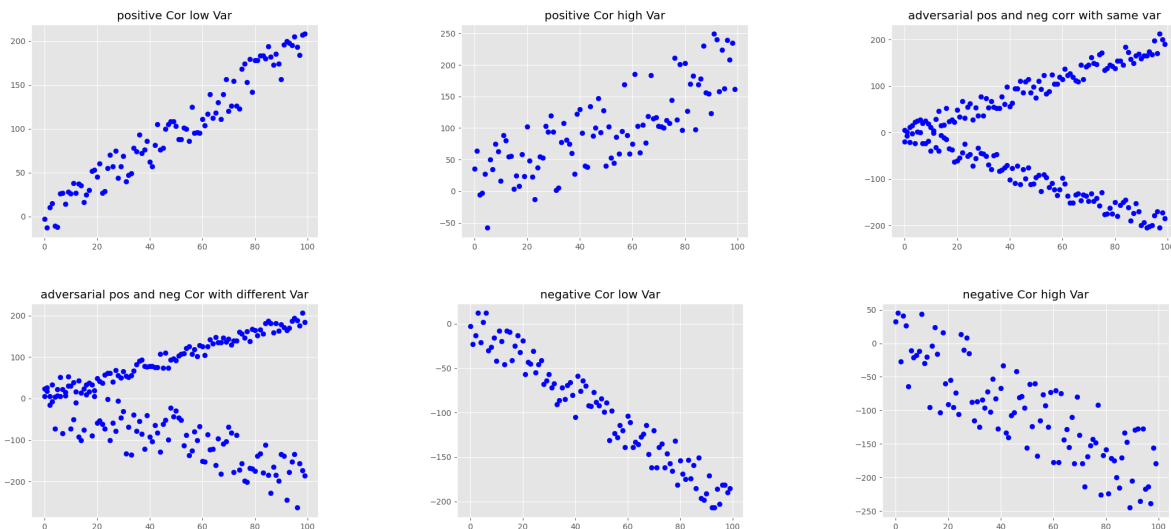 positive Cor low Var
200
150
100
50
0
0 20 40 60 80 100
positive Cor high Var
250
200
150
100
50
0
−50
0 20 40 60 80 100
adversarial pos and neg corr with same var
200
100
0
−100
−200
0 20 40 60 80 100
adversarial pos and neg Cor with different Var
200
100
0
−100
−200
0 20 40 60 80 100
negative Cor low Var
0
−50
−100
−150
−200
0 20 40 60 80 100
negative Cor high Var
50
0
−50
−100
−150
−200
−250
0 20 40 60 80 100